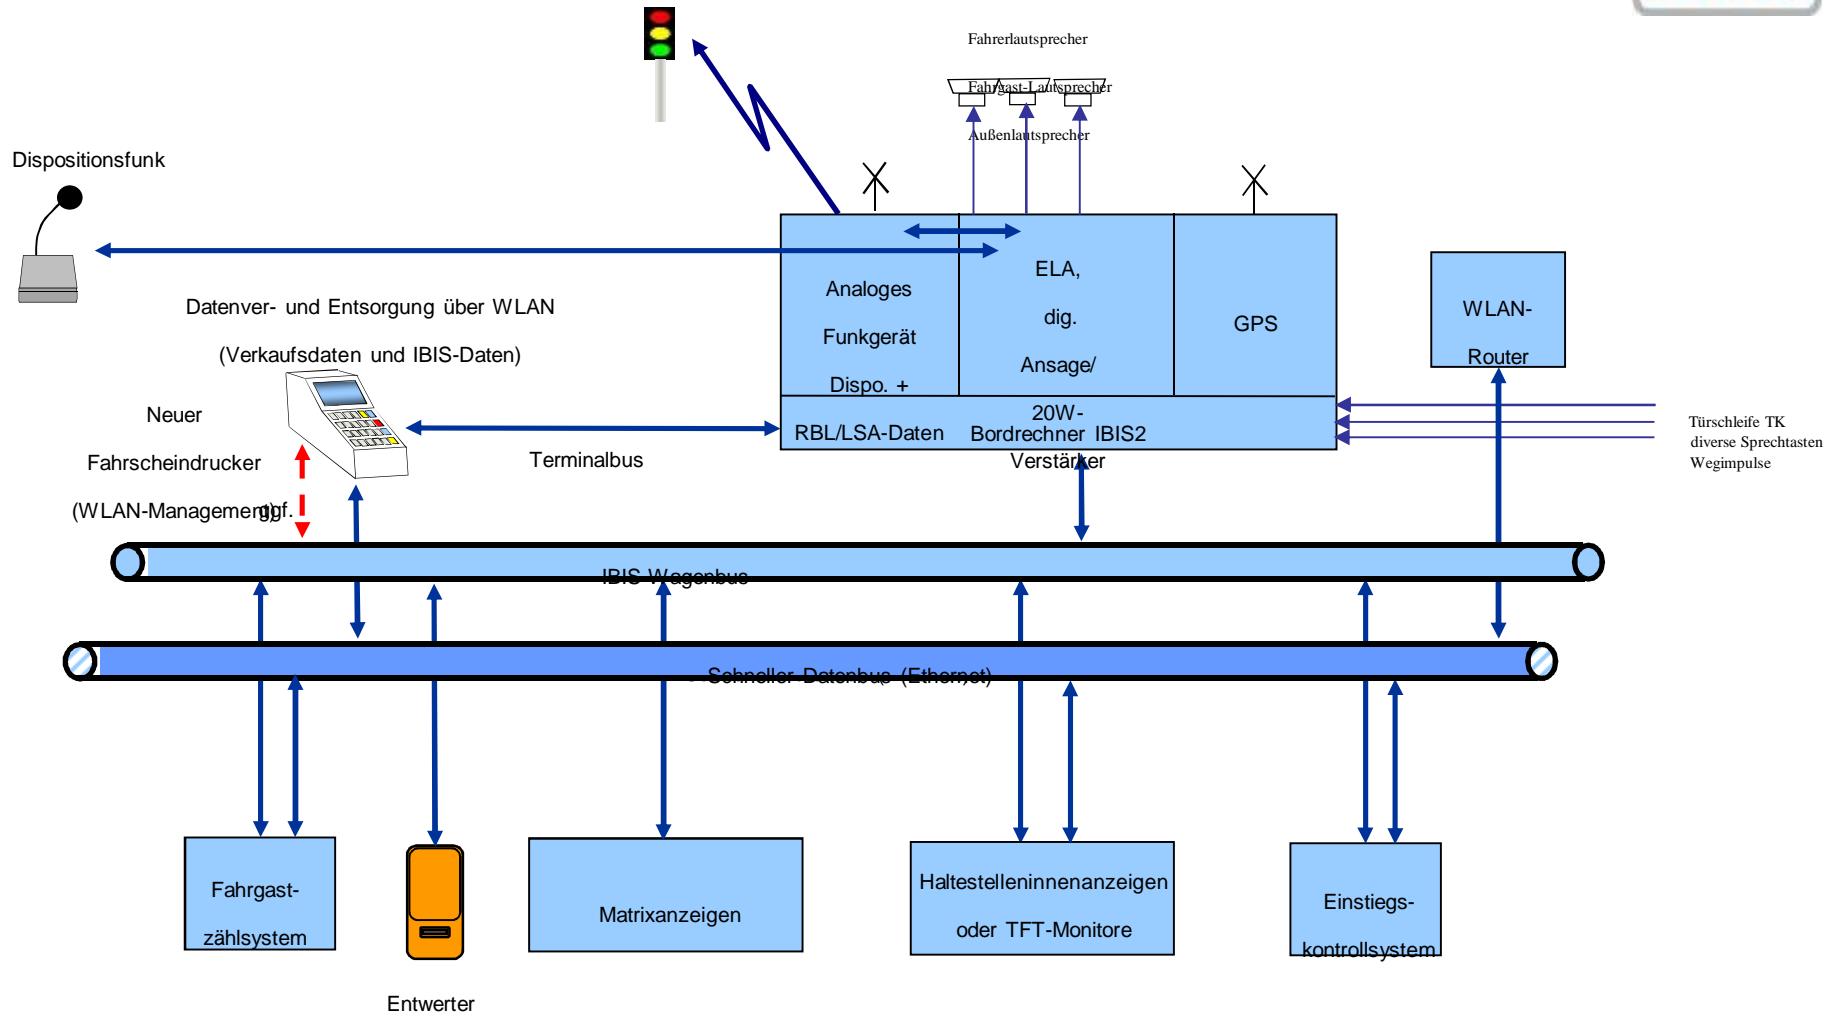 Fahrerlautsprecher
Fahrgast-Lautsprecher
Außenlautsprecher
Dispositionsfunk
Datenver- und Entsorgung über WLAN
(Verkaufsdaten und IBIS-Daten)
Neuer
Fahrscheindrucker
(WLAN-Management)
ggf.
Terminalbus
Analoges
Funkgerät
Dispo. +
RBL/LSA-Daten
ELA,
dig.
Ansage/
20W-
Verstärker
Bordrechner IBIS2
GPS
WLAN-
Router
Türschleife TK
diverse Sprechtasten
Wegimpulse
IBIS-Wagenbus
Schneller Datenbus (Ethernet)
Fahrgast-
zählsystem
Entwerter
Matrixanzeigen
Haltestelleninnenanzeigen
oder TFT-Monitore
Einstiegs-
kontrollsystem